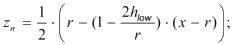 z_n = \frac{1}{2} \cdot \left( r - (1 - \frac{2h_{low}}{r}) \cdot (x - r) \right);